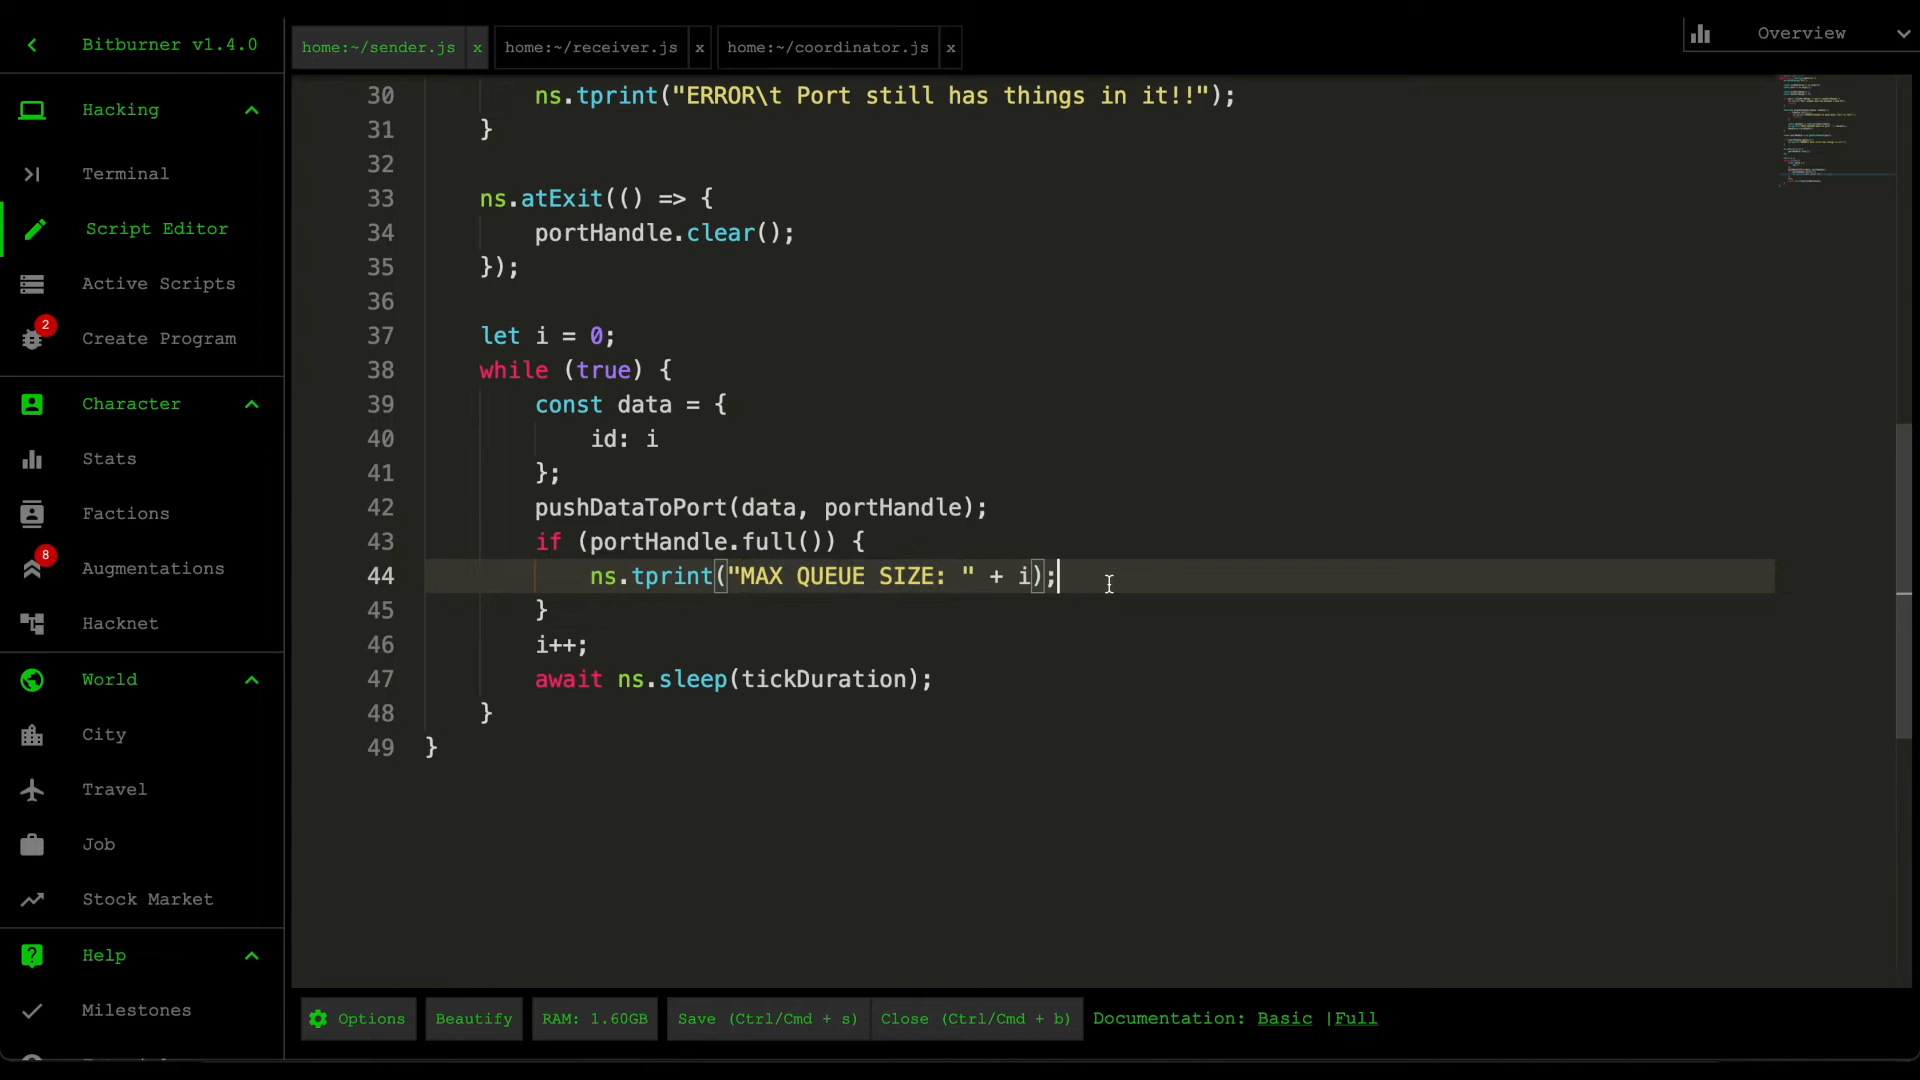 Bitburner v1.4.0
home:~/sender.js x
home:~/receiver.js x
home:~/coordinator.js x
Overview
Hacking
Terminal
Script Editor
Active Scripts
2
Create Program
Character
Stats
Factions
8
Augmentations
Hacknet
World
City
Travel
Job
Stock Market
? Help
Milestones
30 ns.tprint("ERROR\t Port still has things in it!!");
31 }
32
33 ns.atExit(() => {
34 portHandle.clear();
35 });
36
37 let i = 0;
38 while (true) {
39 const data = {
40 id: i
41 };
42 pushDataToPort(data, portHandle);
43 if (portHandle.full()) {
44 ns.tprint("MAX QUEUE SIZE: " + i);
45 }
46 i++;
47 await ns.sleep(tickDuration);
48 }
49 }
Options
Beautify
RAM: 1.60GB
Save (Ctrl/Cmd + s)
Close (Ctrl/Cmd + b)
Documentation: Basic |Full